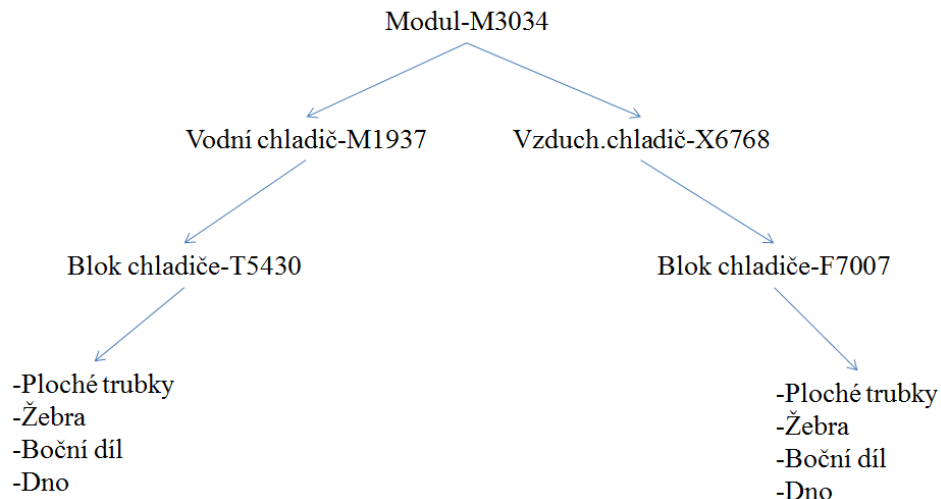 Modul-M3034
Vodní chladič-M1937
Vzduch.chladič-X6768
Blok chladiče-T5430
Blok chladiče-F7007
-Ploché trubky
-Žebra
-Boční díl
-Dno
-Ploché trubky
-Žebra
-Boční díl
-Dno